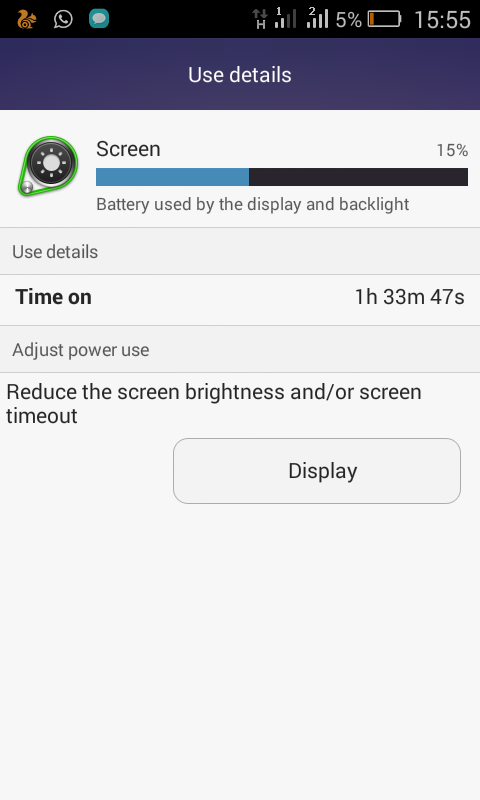 H 1 2 5% 15:55
Use details
Screen 15%
Battery used by the display and backlight
Use details
Time on 1h 33m 47s
Adjust power use
Reduce the screen brightness and/or screen
timeout
Display